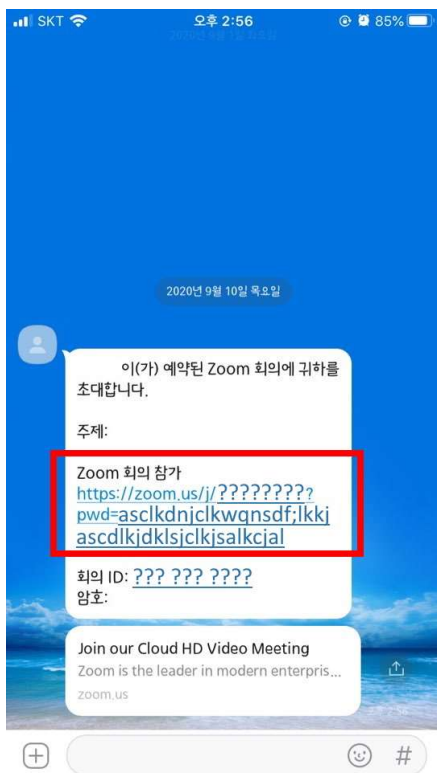 SKT 오후 2:56 85%
2020년 9월 10일 목요일
이(가) 예약된 Zoom 회의에 귀하를
초대합니다.
주제:
Zoom 회의 참가
https://zoom.us/j/?????????
pwd=asclkdnjclkwqnsdf;lkkj
ascdlkjdklsjclkjsalkcjal
회의 ID: ??? ??? ????
암호:
Join our Cloud HD Video Meeting
Zoom is the leader in modern enterpris...
zoom.us
#